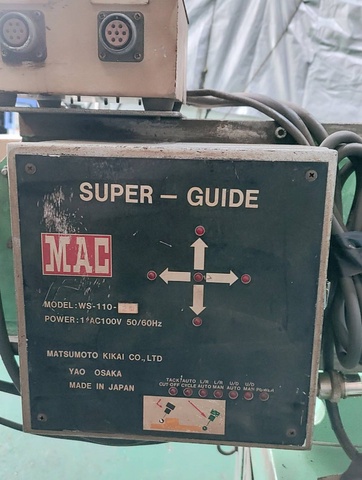 SUPER – GUIDE
MAC
MODEL: WS-110-
POWER: 1ΦAC100V 50/60Hz
MATSUMOTO KIKAI CO., LTD
YAO OSAKA
MADE IN JAPAN
TACK AUTO L/R L/R U/D U/D
CUT-OFF CYCLE AUTO MAN AUTO MAN